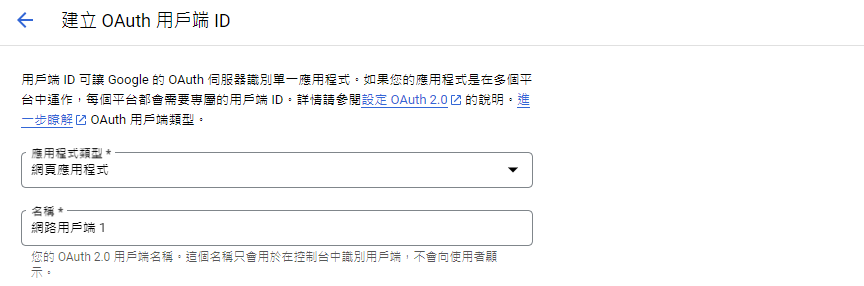 建立 OAuth 用戶端 ID
用戶端 ID 可讓 Google 的 OAuth 伺服器識別單一應用程式。如果您的應用程式是在多個平
台中運作，每個平台都會需要專屬的用戶端 ID。詳情請參閱設定 OAuth 2.0 的說明。進
一步瞭解 OAuth 用戶端類型。
應用程式類型 *
網頁應用程式
名稱 *
網路用戶端 1
您的 OAuth 2.0 用戶端名稱。這個名稱只會用於在控制台中識別用戶端，不會向使用者顯
示。